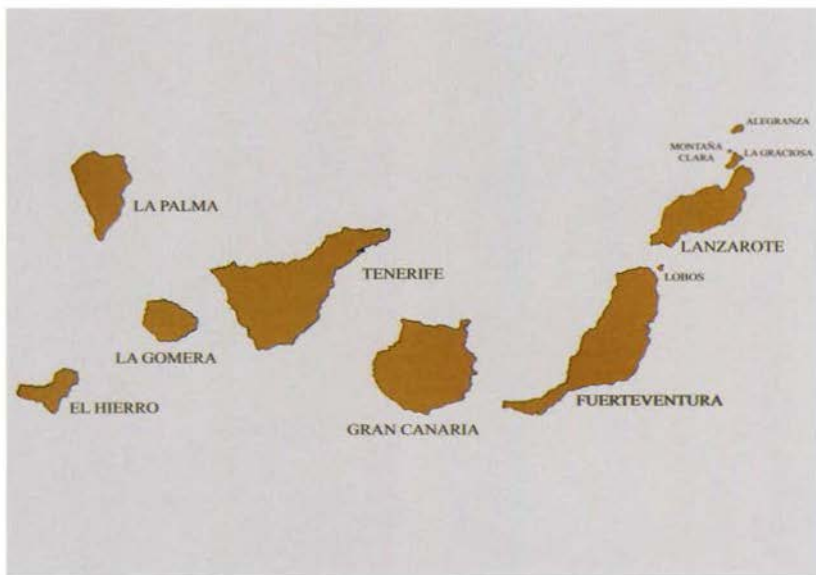 ALEGRANZA
MONTAÑA
CLARA
LA GRACIOSA
LA PALMA
LANZAROTE
TENERIFE
LOBOS
LA GOMERA
EL HIERRO
FUERTEVENTURA
GRAN CANARIA